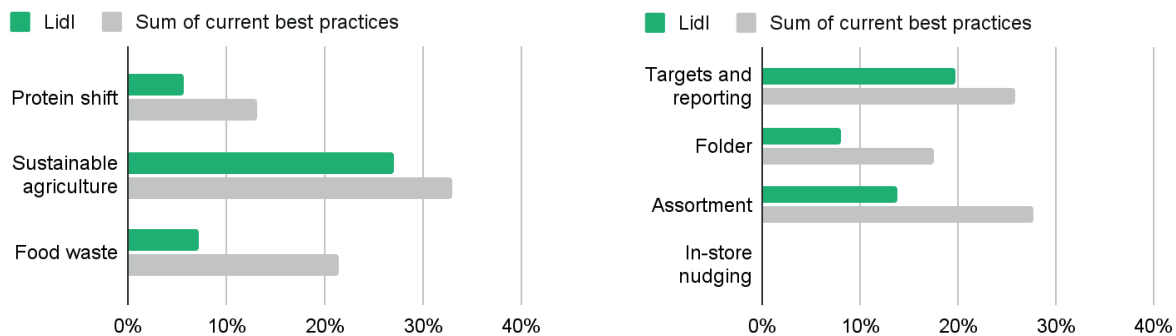 Lidl Sum of current best practices
Protein shift
Sustainable
agriculture
Food waste
0% 10% 20% 30% 40%
Lidl Sum of current best practices
Targets and
reporting
Folder
Assortment
In-store
nudging
0% 10% 20% 30% 40%